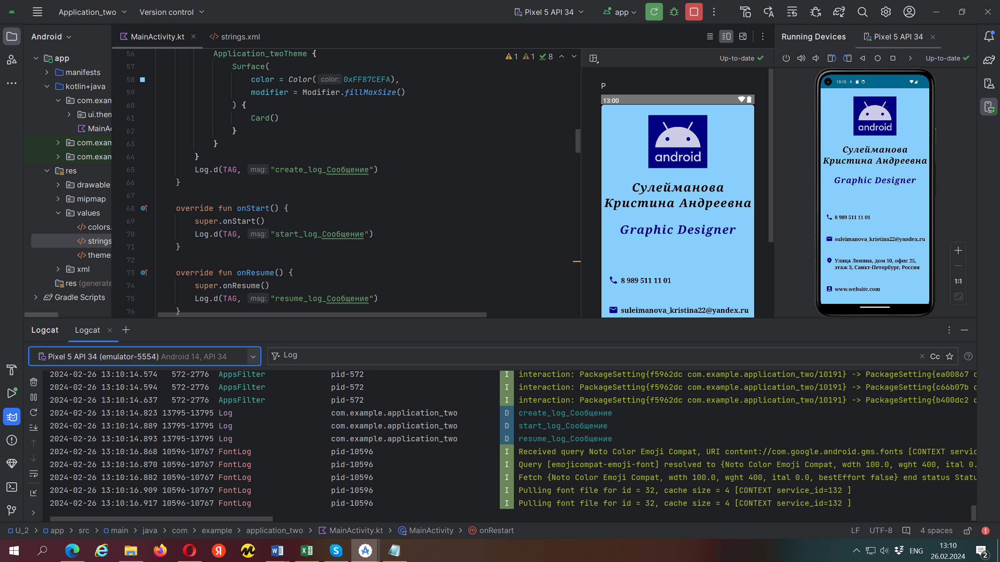 Application_two
Version control
Pixel 5 API 34
app
Android
MainActivity.kt
strings.xml
Running Devices
Pixel 5 API 34
app
manifests
kotlin+java
com.exam
ui.them
MainAc
com.exam
com.exam
res
drawable
mipmap
values
colors.
strings
themes
xml
res (generate
Gradle Scripts
1 1 8
56 Application_twoTheme {
57 Surface(
58 color = Color( color: 0xFF87CEFA),
59 modifier = Modifier.fillMaxSize()
60 ) {
61 Card()
62 }
63 }
64 }
65 Log.d(TAG, msg: "create_log_Сообщение")
66 }
67
68 override fun onStart() {
69 super.onStart()
70 Log.d(TAG, msg: "start_log_Сообщение")
71 }
72
73 override fun onResume() {
74 super.onResume()
75 Log.d(TAG, msg: "resume_log_Сообщение")
76 }
Up-to-date
P
13:00
android
Сулейманова
Кристина Андреевна
Graphic Designer
8 989 511 11 01
suleimanova_kristina22@yandex.ru
Up-to-date
10:10
android
Сулейманова
Кристина Андреевна
Graphic Designer
8 989 511 11 01
suleimanova_kristina22@yandex.ru
Улица Ленина, дом 10, офис 25,
этаж 3, Санкт-Петербург, Россия
www.website.com
1:1
Logcat
Logcat
Pixel 5 API 34 (emulator-5554) Android 14, API 34
Log
Cc
2024-02-26 13:10:14.574 572-2776 AppsFilter pid-572 I interaction: PackageSetting{f5962dc com.example.application_two/10191} -> PackageSetting{ea00867 c
2024-02-26 13:10:14.594 572-2776 AppsFilter pid-572 I interaction: PackageSetting{f5962dc com.example.application_two/10191} -> PackageSetting{c66b07b c
2024-02-26 13:10:14.637 572-2776 AppsFilter pid-572 I interaction: PackageSetting{f5962dc com.example.application_two/10191} -> PackageSetting{b400dc2 c
2024-02-26 13:10:14.823 13795-13795 Log com.example.application_two D create_log_Сообщение
2024-02-26 13:10:14.889 13795-13795 Log com.example.application_two D start_log_Сообщение
2024-02-26 13:10:14.893 13795-13795 Log com.example.application_two D resume_log_Сообщение
2024-02-26 13:10:16.868 10596-10767 FontLog pid-10596 I Received query Noto Color Emoji Compat, URI content://com.google.android.gms.fonts [CONTEXT servic
2024-02-26 13:10:16.870 10596-10767 FontLog pid-10596 I Query [emojicompat-emoji-font] resolved to {Noto Color Emoji Compat, wdth 100.0, wght 400, ital 0.
2024-02-26 13:10:16.882 10596-10767 FontLog pid-10596 I Fetch {Noto Color Emoji Compat, wdth 100.0, wght 400, ital 0.0, bestEffort false} end status Statu
2024-02-26 13:10:16.909 10596-10767 FontLog pid-10596 I Pulling font file for id = 32, cache size = 4 [CONTEXT service_id=132 ]
2024-02-26 13:10:16.917 10596-10767 FontLog pid-10596 I Pulling font file for id = 32, cache size = 4 [CONTEXT service_id=132 ]
U_2 > app > src > main > java > com > example > application_two > MainActivity.kt > MainActivity > onRestart
LF UTF-8 4 spaces
ENG
13:10
26.02.2024
2